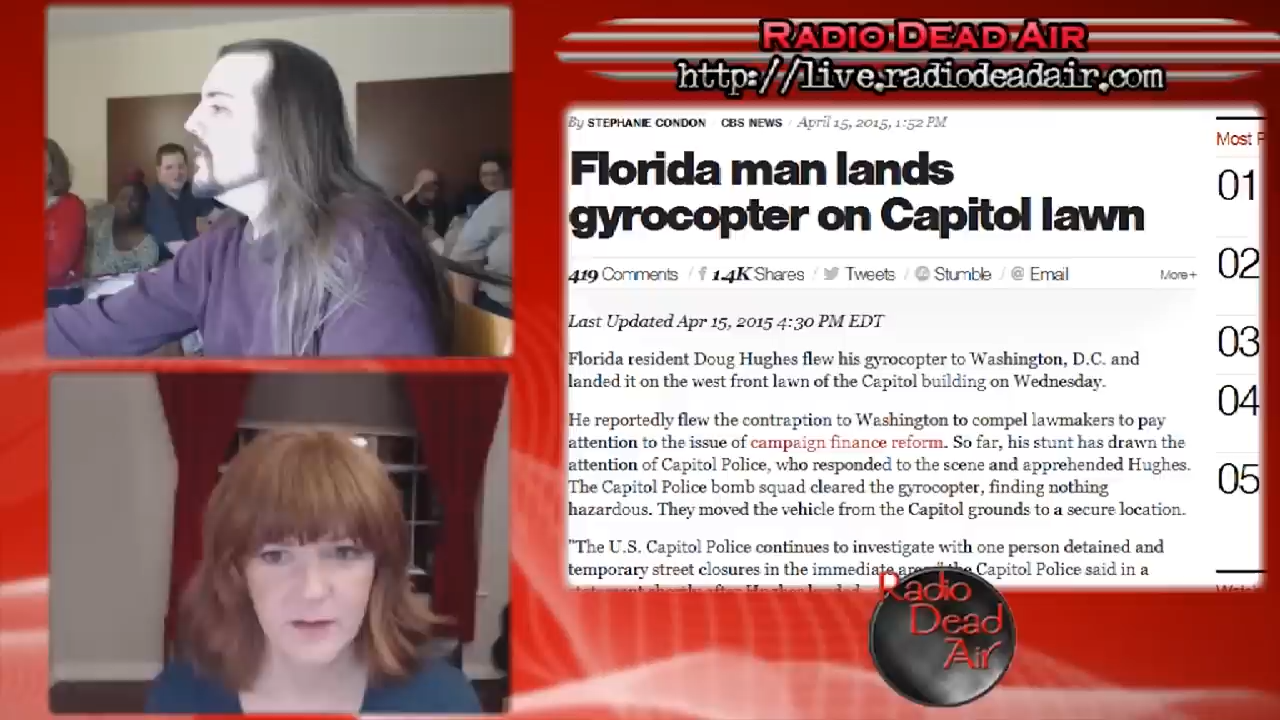 RADIO DEAD AIR
http://live.radiodeadair.com
By STEPHANIE CONDON CBS NEWS / April 15, 2015, 1:52 PM
Florida man lands
gyrocopter on Capitol lawn
419 Comments / f 1.4K Shares / Tweets / Stumble / @ Email More +
Last Updated Apr 15, 2015 4:30 PM EDT
Florida resident Doug Hughes flew his gyrocopter to Washington, D.C. and
landed it on the west front lawn of the Capitol building on Wednesday.
He reportedly flew the contraption to Washington to compel lawmakers to pay
attention to the issue of campaign finance reform. So far, his stunt has drawn the
attention of Capitol Police, who responded to the scene and apprehended Hughes.
The Capitol Police bomb squad cleared the gyrocopter, finding nothing
hazardous. They moved the vehicle from the Capitol grounds to a secure location.
"The U.S. Capitol Police continues to investigate with one person detained and
temporary street closures in the immediate area," the Capitol Police said in a
Most
01
02
03
04
05
Radio
Dead
Air